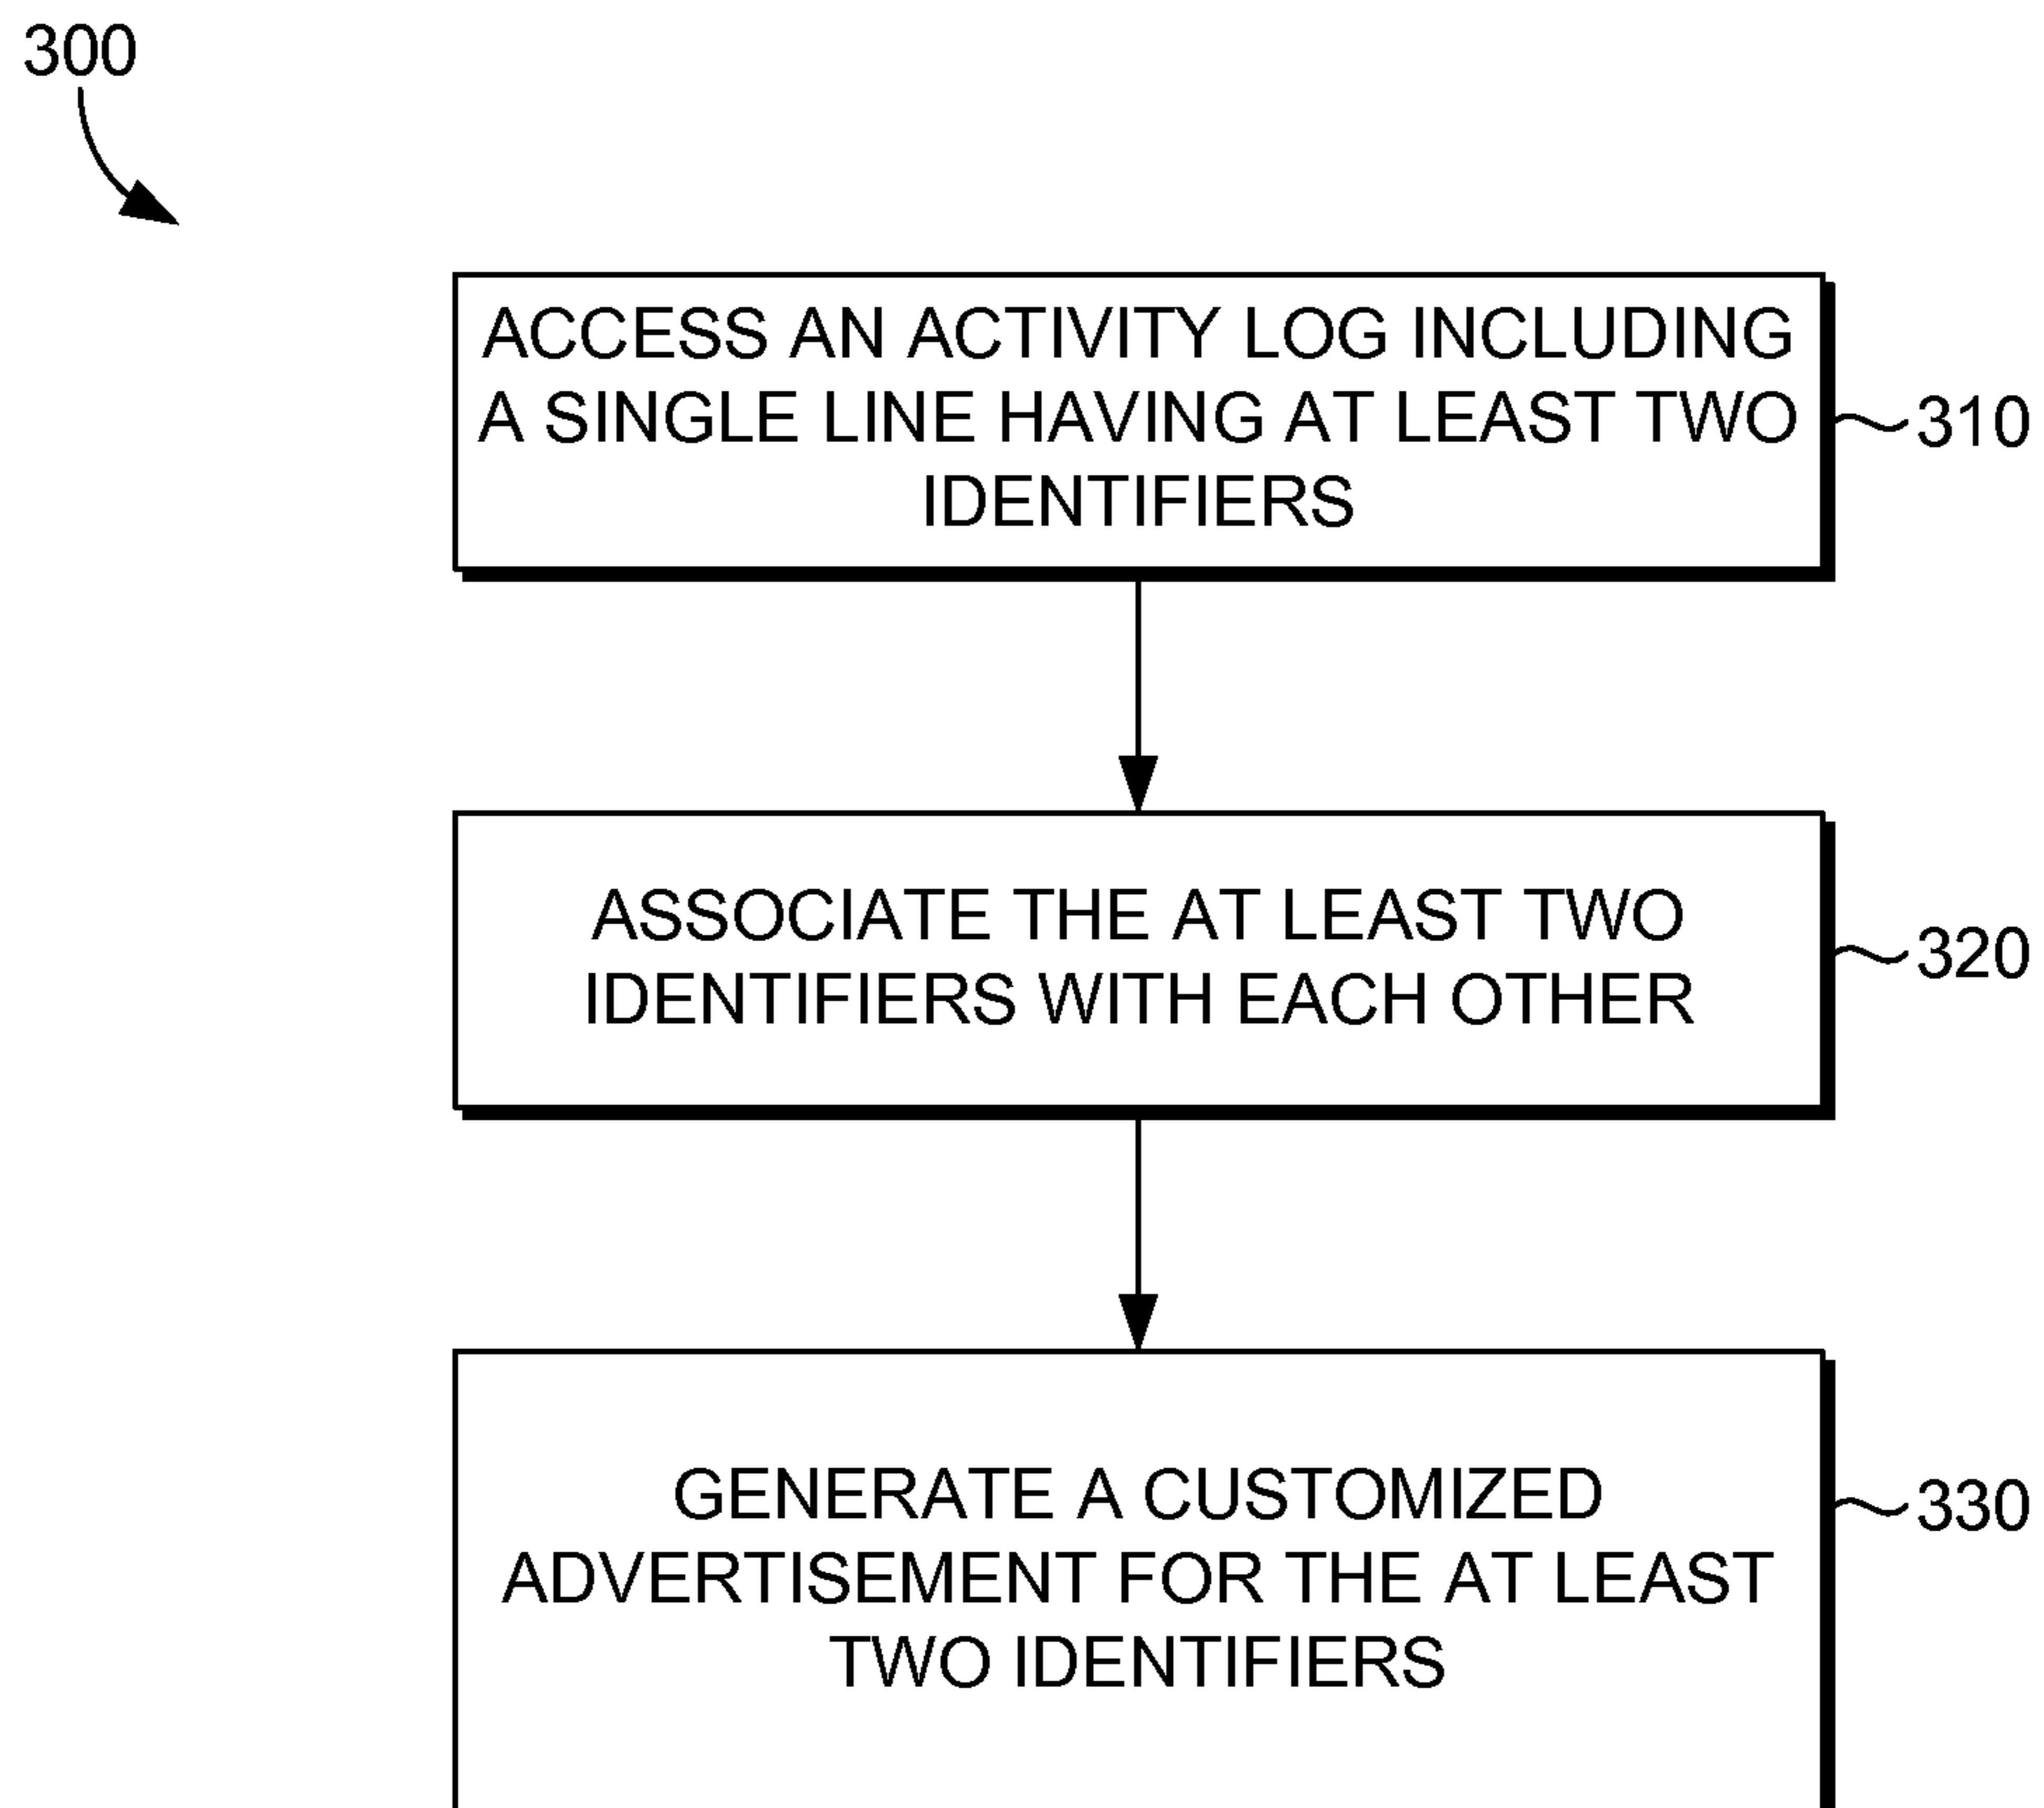 300
ACCESS AN ACTIVITY LOG INCLUDING
A SINGLE LINE HAVING AT LEAST TWO
IDENTIFIERS
310
ASSOCIATE THE AT LEAST TWO
IDENTIFIERS WITH EACH OTHER
320
GENERATE A CUSTOMIZED
ADVERTISEMENT FOR THE AT LEAST
TWO IDENTIFIERS
330